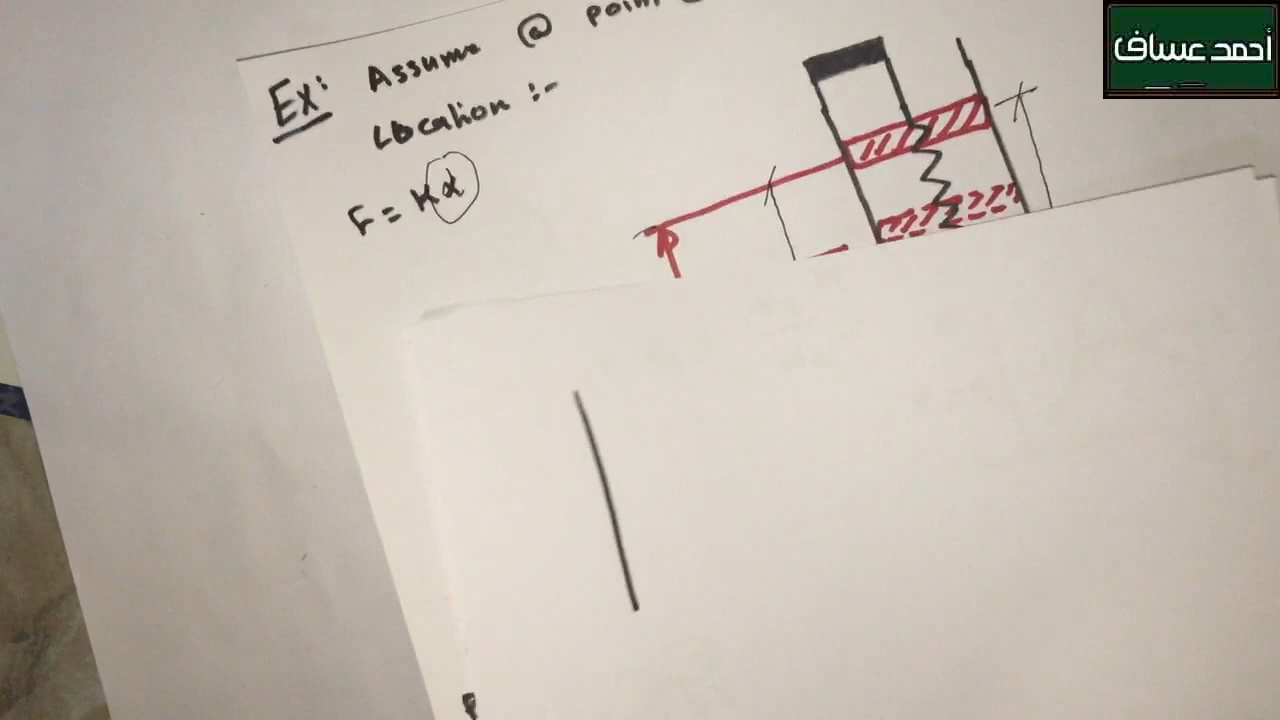 Ex: Assume @ point
Location :-
F = Kx
أحمد عساف